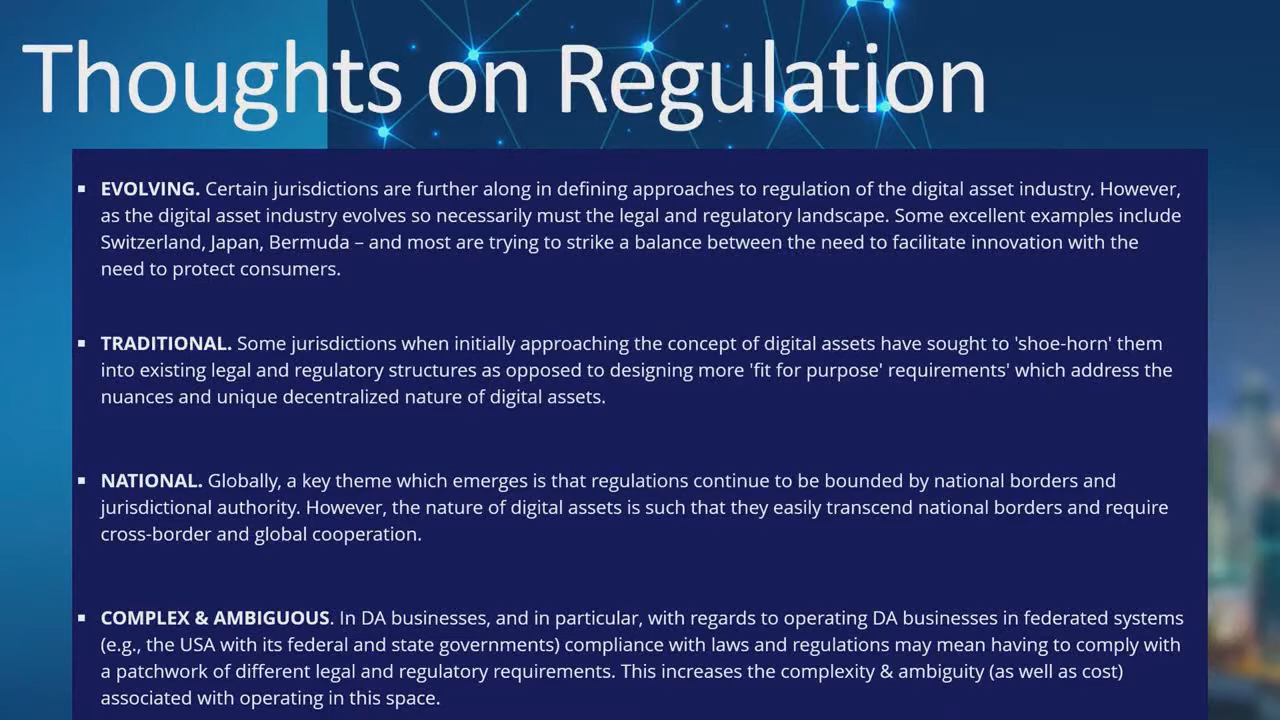 Thoughts on Regulation
▪ EVOLVING. Certain jurisdictions are further along in defining approaches to regulation of the digital asset industry. However,
as the digital asset industry evolves so necessarily must the legal and regulatory landscape. Some excellent examples include
Switzerland, Japan, Bermuda – and most are trying to strike a balance between the need to facilitate innovation with the
need to protect consumers.
▪ TRADITIONAL. Some jurisdictions when initially approaching the concept of digital assets have sought to 'shoe-horn' them
into existing legal and regulatory structures as opposed to designing more 'fit for purpose' requirements' which address the
nuances and unique decentralized nature of digital assets.
▪ NATIONAL. Globally, a key theme which emerges is that regulations continue to be bounded by national borders and
jurisdictional authority. However, the nature of digital assets is such that they easily transcend national borders and require
cross-border and global cooperation.
▪ COMPLEX & AMBIGUOUS. In DA businesses, and in particular, with regards to operating DA businesses in federated systems
(e.g., the USA with its federal and state governments) compliance with laws and regulations may mean having to comply with
a patchwork of different legal and regulatory requirements. This increases the complexity & ambiguity (as well as cost)
associated with operating in this space.